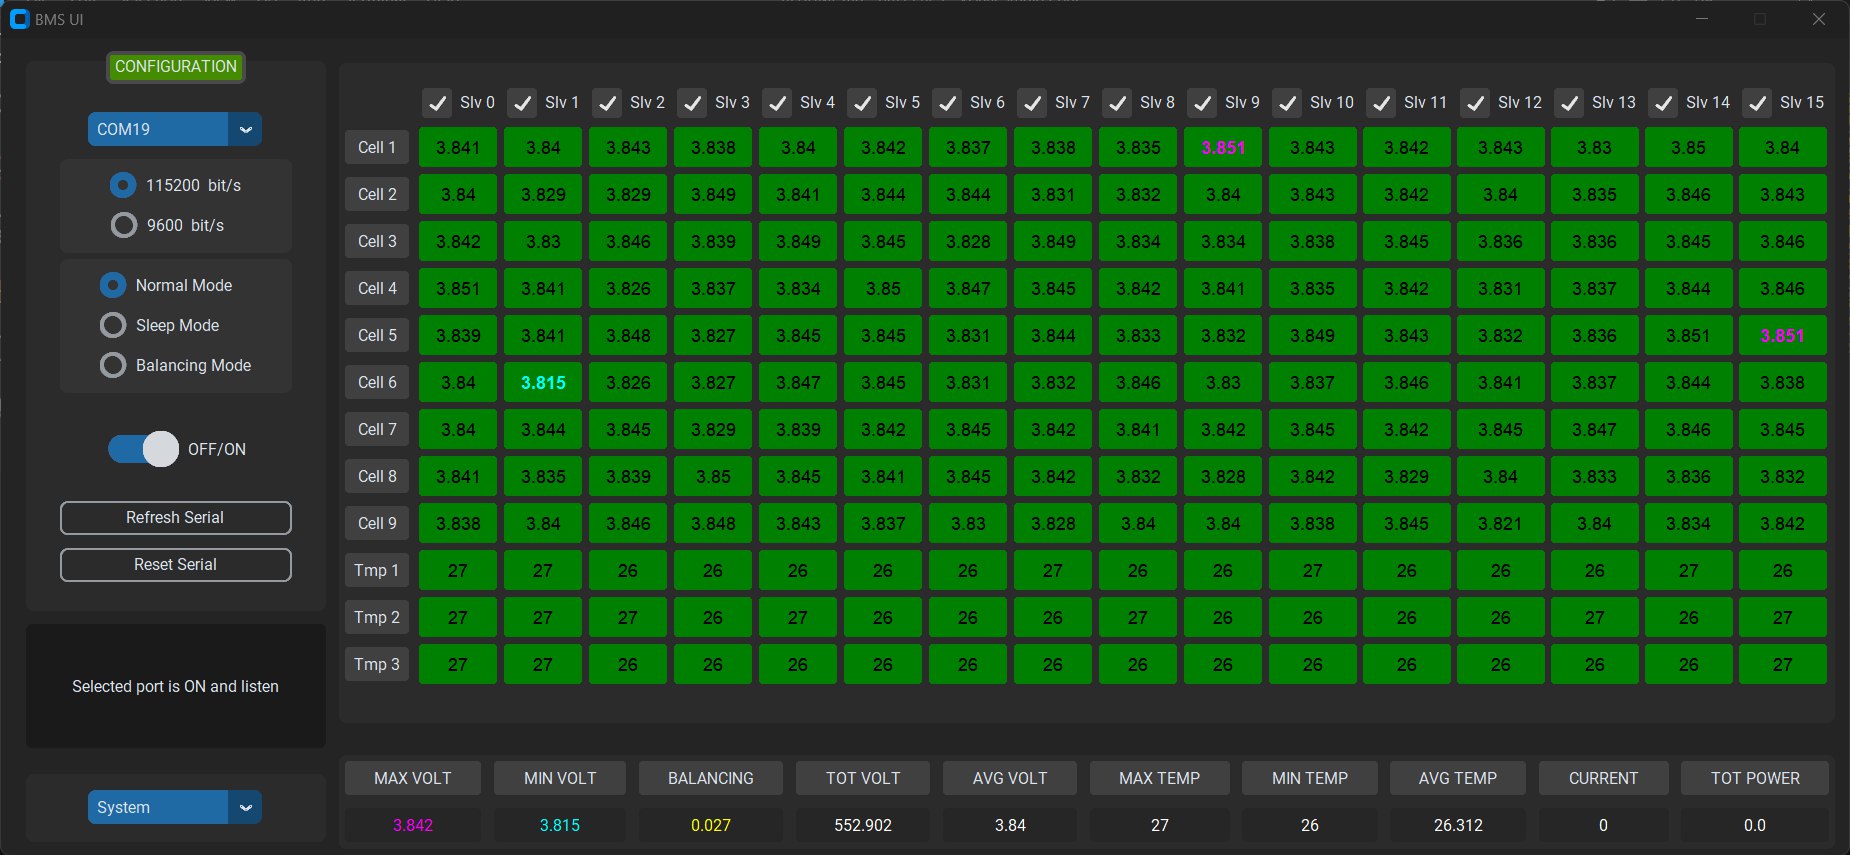 BMS UI
CONFIGURATION
COM19
115200 bit/s
9600 bit/s
Normal Mode
Sleep Mode
Balancing Mode
OFF/ON
Refresh Serial
Reset Serial
Selected port is ON and listen
System
Slv 0 Slv 1 Slv 2 Slv 3 Slv 4 Slv 5 Slv 6 Slv 7 Slv 8 Slv 9 Slv 10 Slv 11 Slv 12 Slv 13 Slv 14 Slv 15
Cell 1 3.841 3.84 3.843 3.838 3.84 3.842 3.837 3.838 3.835 3.851 3.843 3.842 3.843 3.83 3.85 3.84
Cell 2 3.84 3.829 3.829 3.849 3.841 3.844 3.844 3.831 3.832 3.84 3.843 3.842 3.84 3.835 3.846 3.843
Cell 3 3.842 3.83 3.846 3.839 3.849 3.845 3.828 3.849 3.834 3.834 3.838 3.845 3.836 3.836 3.845 3.846
Cell 4 3.851 3.841 3.826 3.837 3.834 3.85 3.847 3.845 3.842 3.841 3.835 3.842 3.831 3.837 3.844 3.846
Cell 5 3.839 3.841 3.848 3.827 3.845 3.845 3.831 3.844 3.833 3.832 3.849 3.843 3.832 3.836 3.851 3.851
Cell 6 3.84 3.815 3.826 3.827 3.847 3.845 3.831 3.832 3.846 3.83 3.837 3.846 3.841 3.837 3.844 3.838
Cell 7 3.84 3.844 3.845 3.829 3.839 3.842 3.845 3.842 3.841 3.842 3.845 3.842 3.845 3.847 3.846 3.845
Cell 8 3.841 3.835 3.839 3.85 3.845 3.841 3.845 3.842 3.832 3.828 3.842 3.829 3.84 3.833 3.836 3.832
Cell 9 3.838 3.84 3.846 3.848 3.843 3.837 3.83 3.828 3.84 3.84 3.838 3.845 3.821 3.84 3.834 3.842
Tmp 1 27 27 26 26 26 26 26 27 26 26 27 26 26 26 27 26
Tmp 2 27 27 27 26 27 26 26 26 27 26 26 26 26 27 26 27
Tmp 3 27 27 26 26 26 26 26 26 26 26 26 26 26 26 26 27
MAX VOLT MIN VOLT BALANCING TOT VOLT AVG VOLT MAX TEMP MIN TEMP AVG TEMP CURRENT TOT POWER
3.842 3.815 0.027 552.902 3.84 27 26 26.312 0 0.0